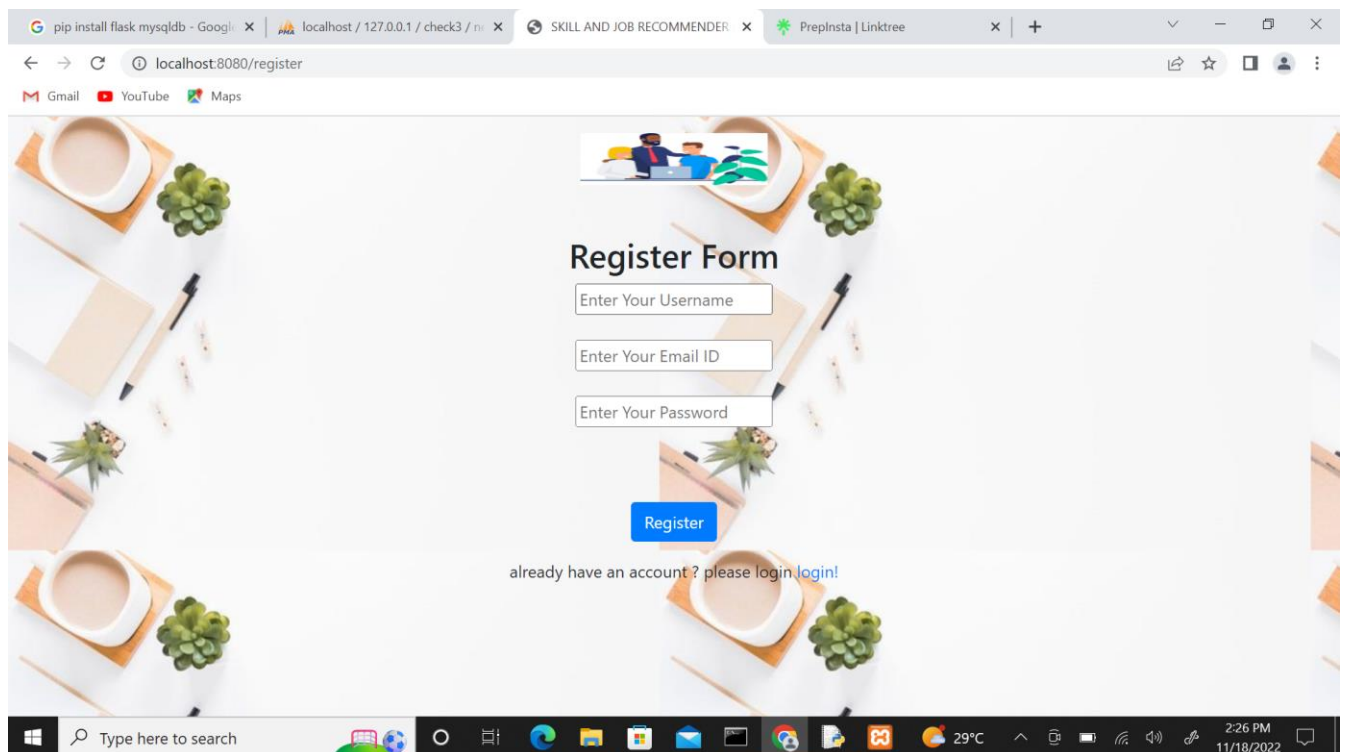 pip install flask mysqldb - Googl
localhost / 127.0.0.1 / check3 / n
SKILL AND JOB RECOMMENDER
PrepInsta | Linktree
localhost:8080/register
Gmail YouTube Maps
Register Form
Enter Your Username
Enter Your Email ID
Enter Your Password
Register
already have an account ? please login login!
Type here to search
29°C
2:26 PM
11/18/2022